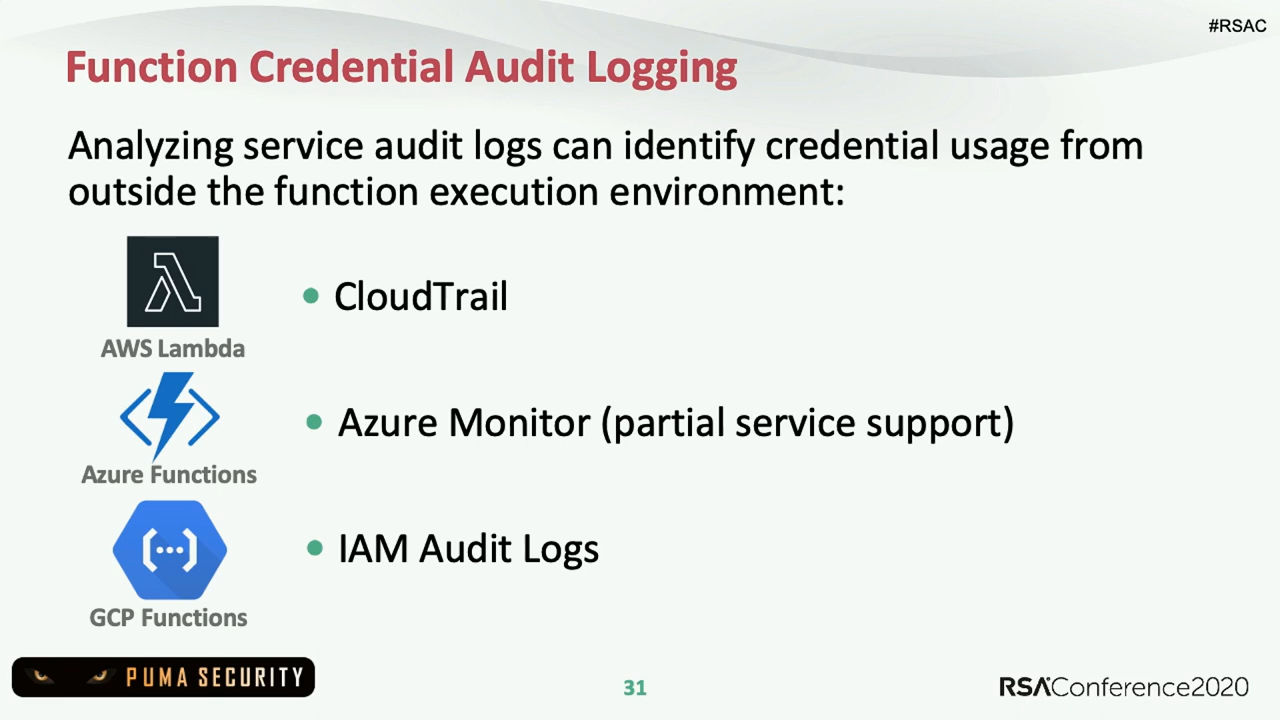 #RSAC
Function Credential Audit Logging
Analyzing service audit logs can identify credential usage from
outside the function execution environment:
• CloudTrail
AWS Lambda
• Azure Monitor (partial service support)
Azure Functions
• IAM Audit Logs
GCP Functions
PUMA SECURITY
31
RSAConference2020